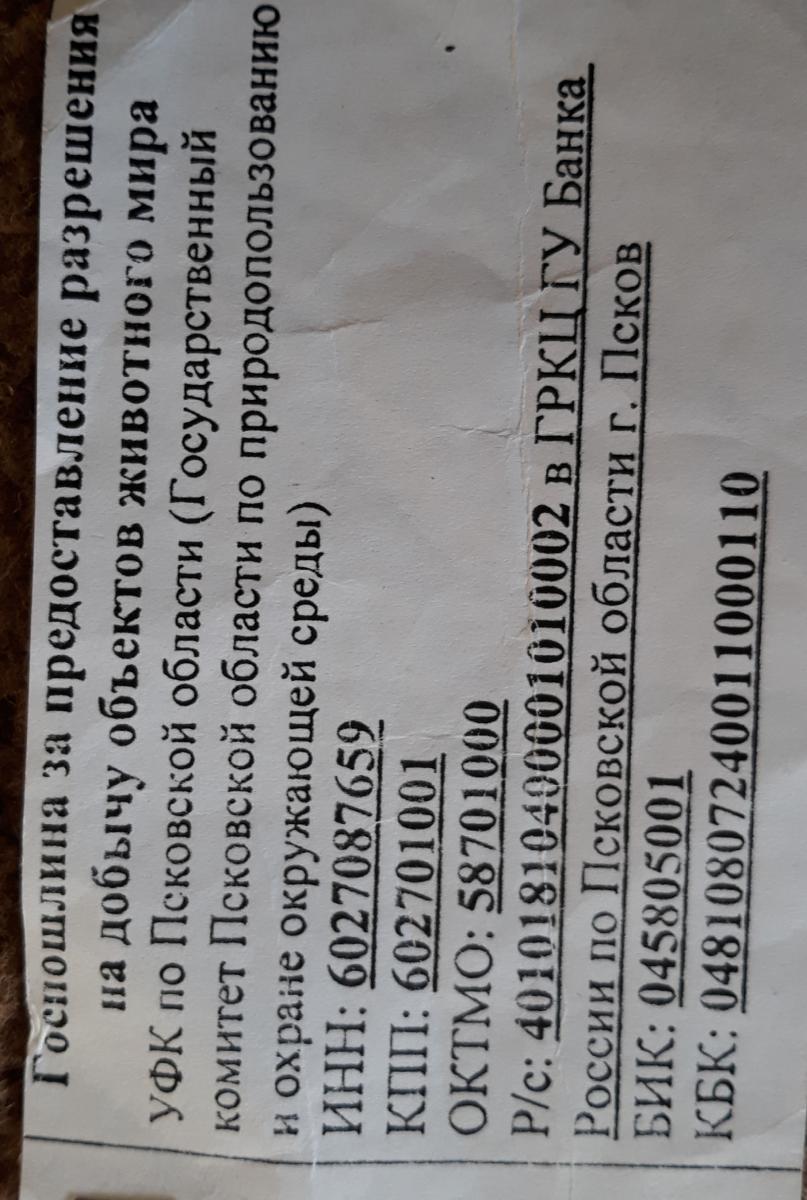 Госпошлина за предоставление разрешения
на добычу объектов животного мира
УФК по Псковской области (Государственный
комитет Псковской области по природопользованию
и охране окружающей среды)
ИНН: 6027087659
КПП: 602701001
ОКТМО: 58701000
Р/с: 40101810400001010002 в ГРКЦ ГУ Банка
России по Псковской области г. Псков
БИК: 045805001
КБК: 04810807240011000110